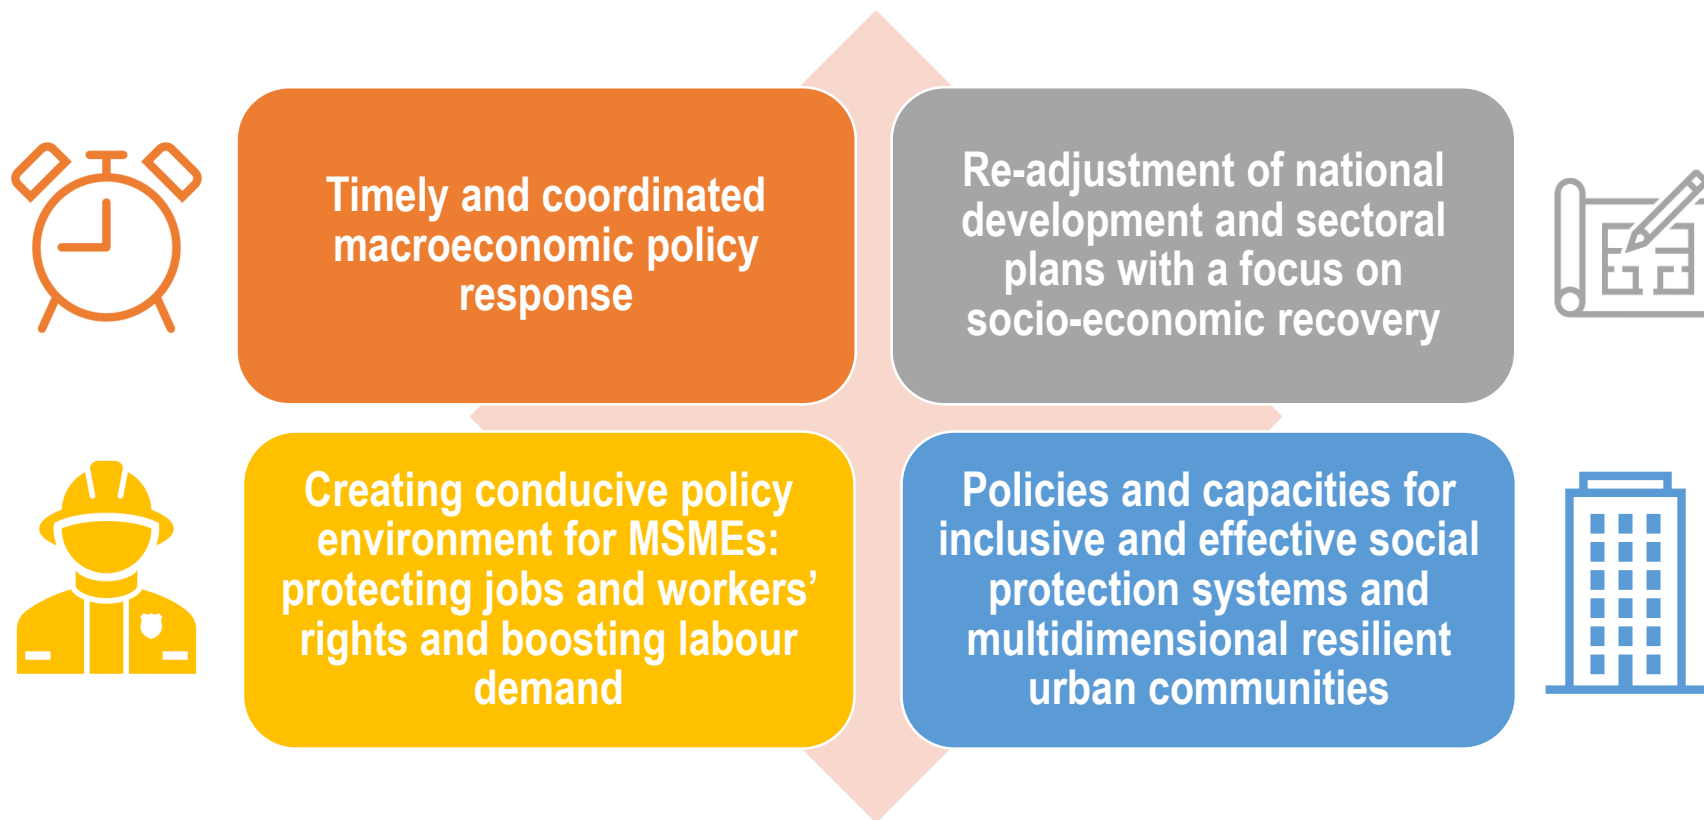 Timely and coordinated
macroeconomic policy
response
Re-adjustment of national
development and sectoral
plans with a focus on
socio-economic recovery
Creating conducive policy
environment for MSMEs:
protecting jobs and workers’
rights and boosting labour
demand
Policies and capacities for
inclusive and effective social
protection systems and
multidimensional resilient
urban communities